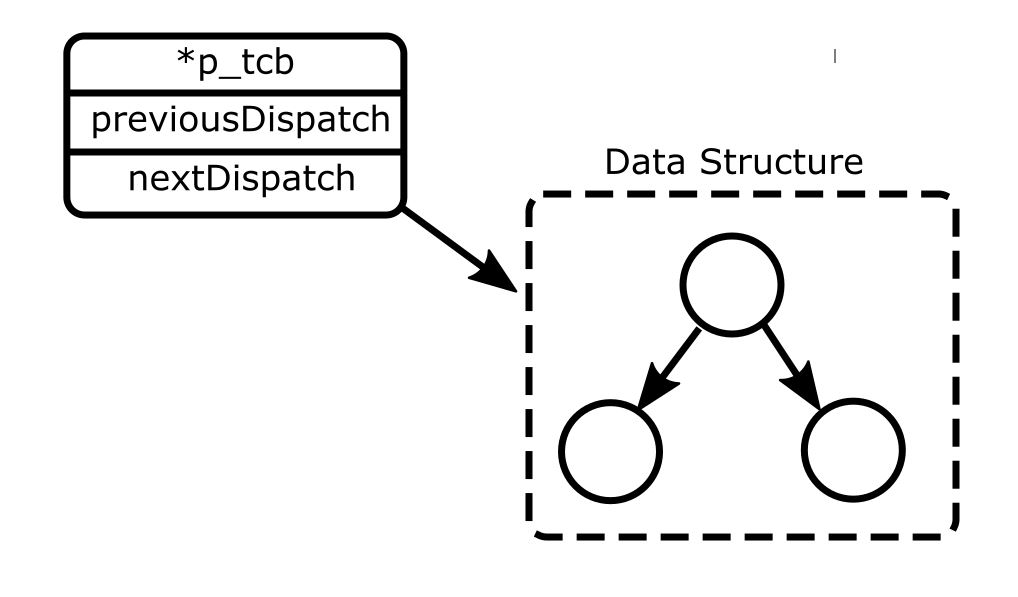 *p_tcb
previousDispatch
nextDispatch
Data Structure